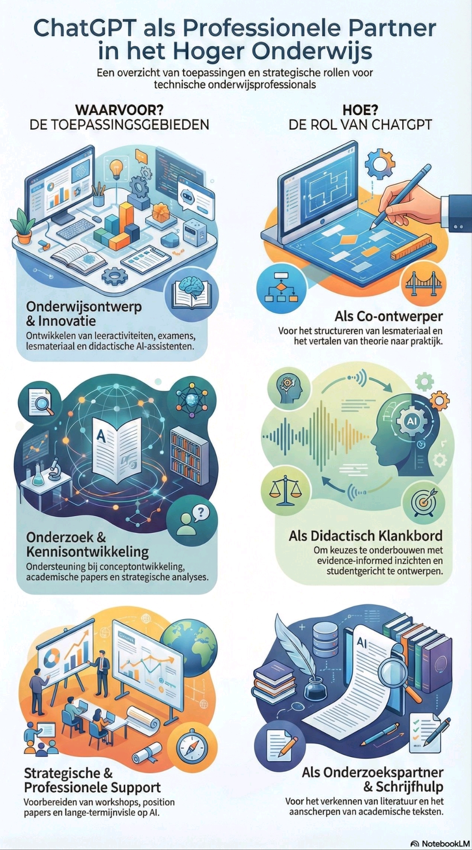 ChatGPT als Professionele Partner
in het Hoger Onderwijs
Een overzicht van toepassingen en strategische rollen voor
technische onderwijsprofessionals
WAARVOOR?
DE TOEPASSINGSGEBIEDEN
Onderwijsontwerp
& Innovatie
Ontwikkelen van leeractiviteiten, examens,
lesmateriaal en didactische AI-assistenten.
A
Onderzoek &
Kennisontwikkeling
Ondersteuning bij conceptontwikkeling,
academische papers en strategische analyses.
Strategische &
Professionele Support
Voorbereiden van workshops, position
papers en lange-termijnvisie op AI.
HOE?
DE ROL VAN CHATGPT
Als Co-ontwerper
Voor het structureren van lesmateriaal en
het vertalen van theorie naar praktijk.
AI
Als Didactisch Klankbord
Om keuzes te onderbouwen met
evidence-informed inzichten en
studentgericht te ontwerpen.
AI
Als Onderzoekspartner
& Schrijfhulp
Voor het verkennen van literatuur en het
aanscherpen van academische teksten.
NotebookLM